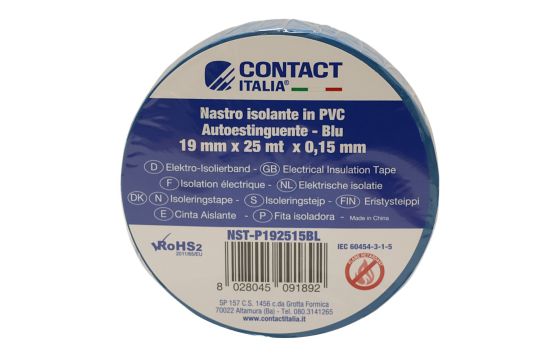 CONTACT
ITALIA®
Nastro isolante in PVC
Autoestinguente - Blu
19 mm x 25 mt x 0,15 mm
D Elektro-Isolierband - GB Electrical Insulation Tape
F Isolation électrique - NL Elektrische isolatie
DK N Isoleringstape - S Isoleringstejp - FIN Eristysteippi
E Cinta Aislante - P Fita isoladora - Made in China
NST-P192515BL
RoHS2
2011/65/EU
IEC 60454-3-1-5
FLAME RETARDANT
8 028045 091892
SP 157 C.S. 1456 c.da Grotta Formica
70022 Altamura (Ba) - Tel. 080.3141265
www.contactitalia.it